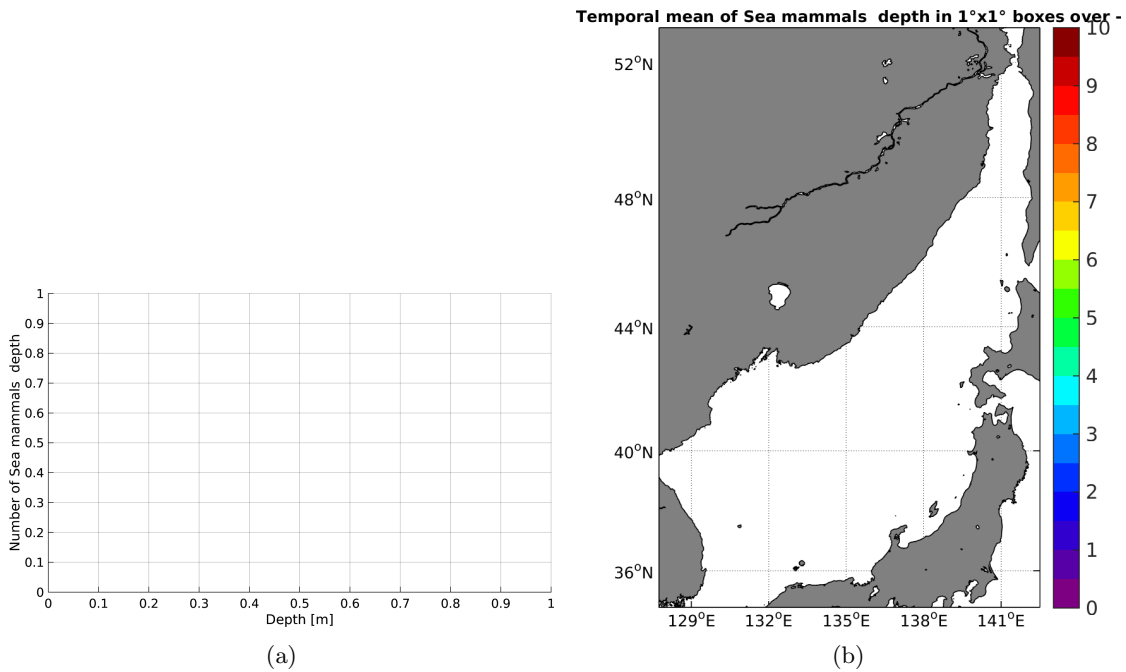 Temporal mean of Sea mammals depth in 1°x1° boxes over -
10
9
8
7
6
5
4
3
2
1
0
52°N
48°N
44°N
40°N
36°N
129°E 132°E 135°E 138°E 141°E
1
0.9
0.8
0.7
0.6
0.5
0.4
0.3
0.2
0.1
0
Number of Sea mammals depth
0 0.1 0.2 0.3 0.4 0.5 0.6 0.7 0.8 0.9 1
Depth [m]
(a)
(b)